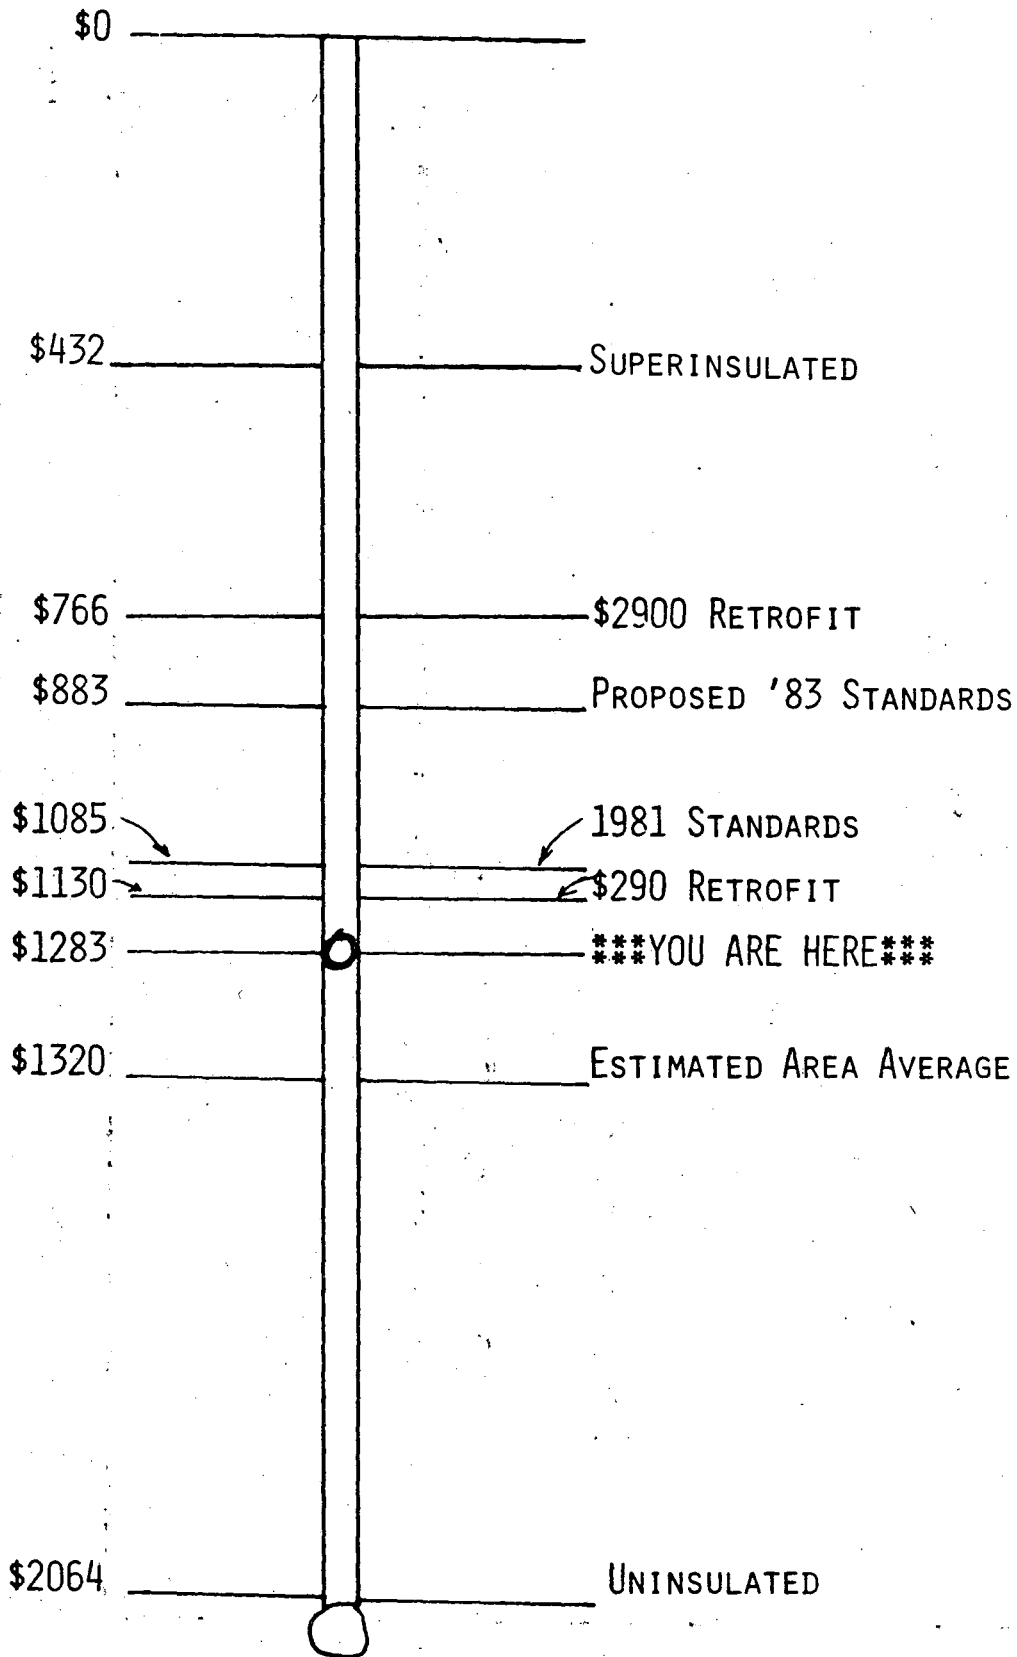 $0
$432 SUPERINSULATED
$766 $2900 RETROFIT
$883 PROPOSED '83 STANDARDS
$1085 1981 STANDARDS
$1130 $290 RETROFIT
$1283 ***YOU ARE HERE***
$1320 ESTIMATED AREA AVERAGE
$2064 UNINSULATED